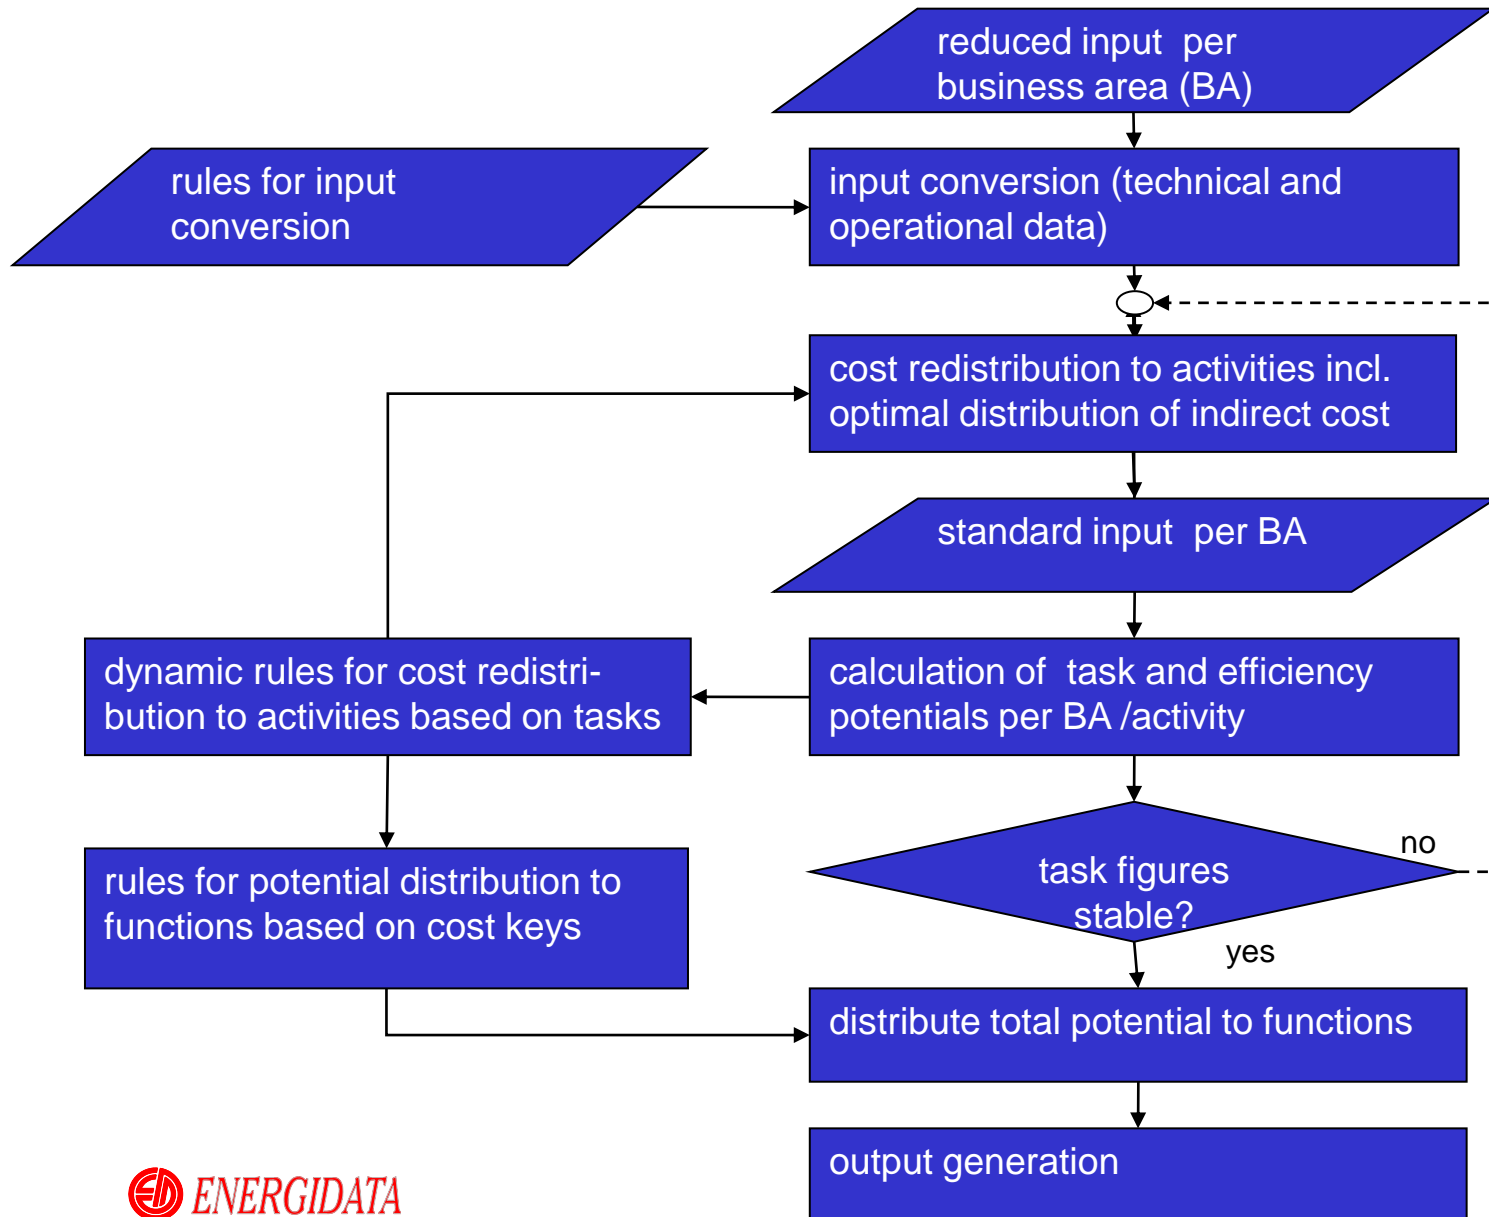 reduced input per
business area (BA)
rules for input
conversion
input conversion (technical and
operational data)
cost redistribution to activities incl.
optimal distribution of indirect cost
standard input per BA
dynamic rules for cost redistri-
bution to activities based on tasks
calculation of task and efficiency
potentials per BA /activity
no
task figures
stable?
yes
rules for potential distribution to
functions based on cost keys
distribute total potential to functions
output generation
ED ENERGIDATA